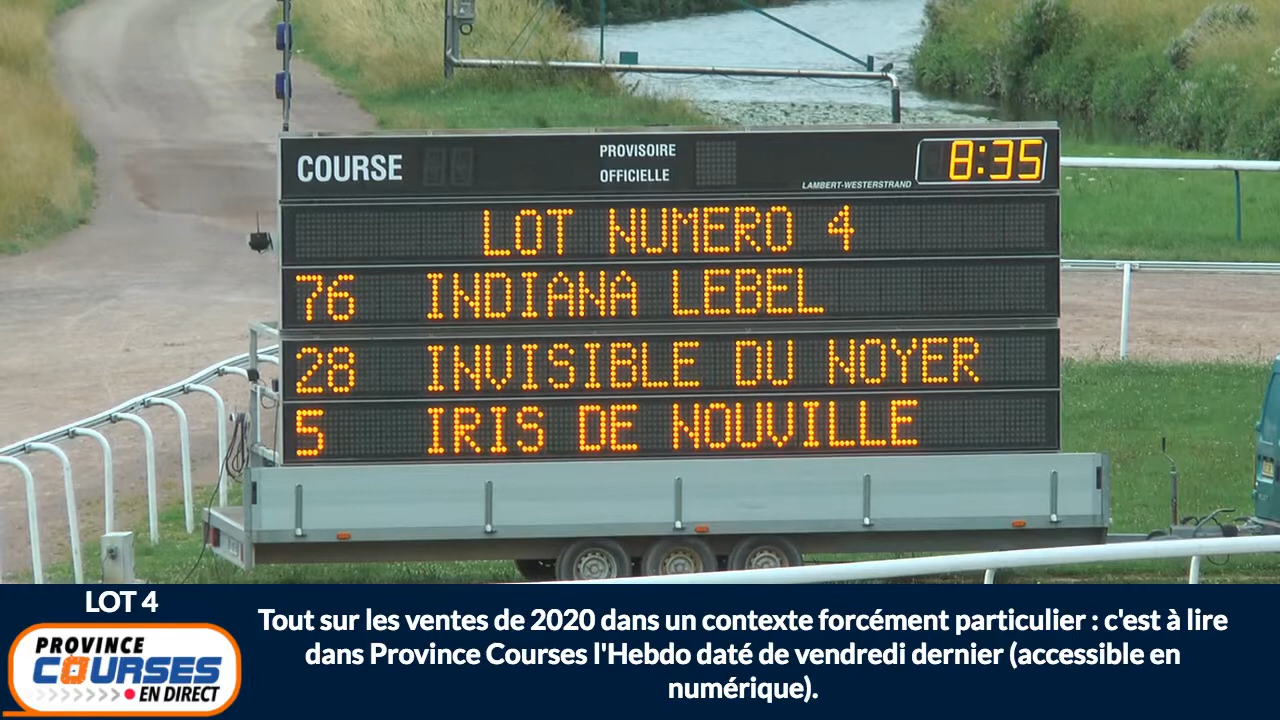 COURSE
PROVISOIRE
OFFICIELLE
LAMBERT-WESTERSTRAND
8:35
LOT NUMERO 4
76 INDIANA LEBEL
28 INVISIBLE DU NOYER
5 IRIS DE NOUVILLE
LOT 4
PROVINCE
COURSES
EN DIRECT
Tout sur les ventes de 2020 dans un contexte forcément particulier : c'est à lire
dans Province Courses l'Hebdo daté de vendredi dernier (accessible en
numérique).